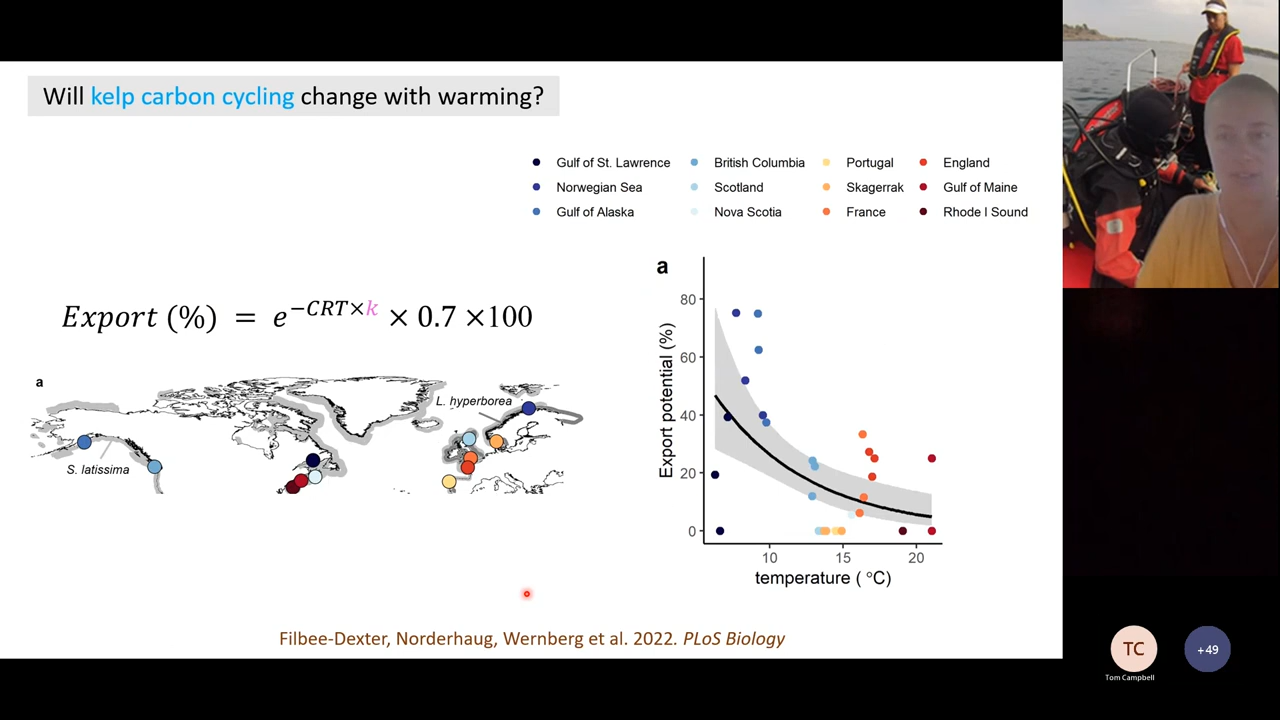 Will kelp carbon cycling change with warming?
Gulf of St. Lawrence British Columbia Portugal England
Norwegian Sea Scotland Skagerrak Gulf of Maine
Gulf of Alaska Nova Scotia France Rhode I Sound
Export (%) = e^{−CRT×k} × 0.7 ×100
a
L. hyperborea
S. latissima
a
80
60
40
20
0
Export potential (%)
10 15 20
temperature ( °C)
Filbee-Dexter, Norderhaug, Wernberg et al. 2022. PLoS Biology
TC
+49
Tom Campbell